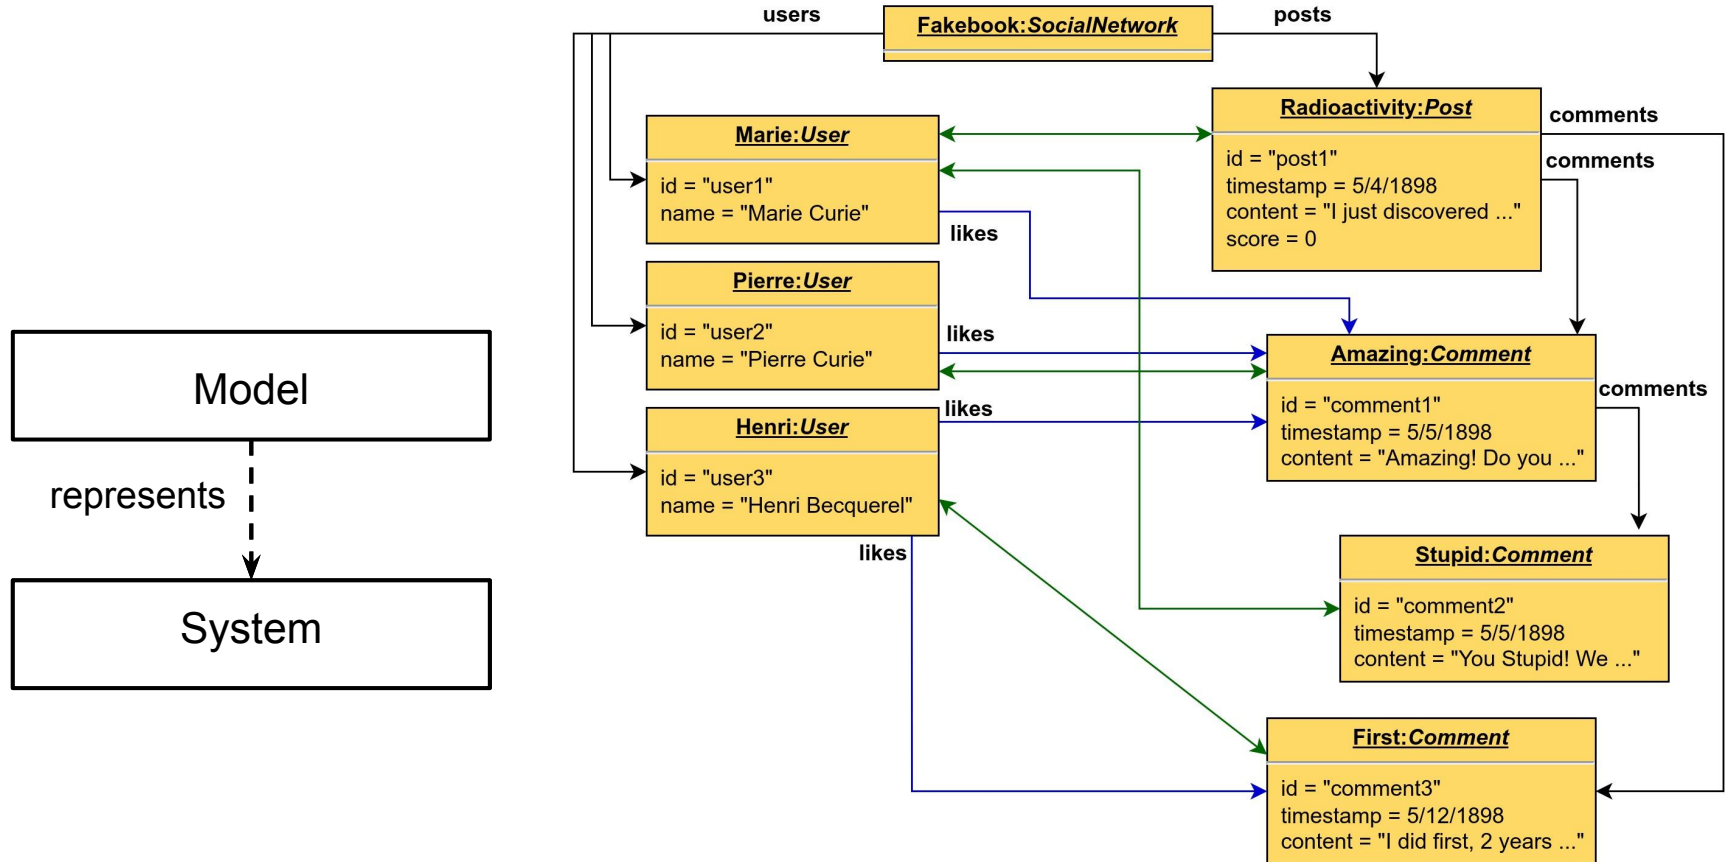 Model
represents
System
users
Fakebook:SocialNetwork
posts
Marie:User
id = "user1"
name = "Marie Curie"
likes
Pierre:User
id = "user2"
name = "Pierre Curie"
likes
Henri:User
id = "user3"
name = "Henri Becquerel"
likes
likes
Radioactivity:Post
id = "post1"
timestamp = 5/4/1898
content = "I just discovered ..."
score = 0
comments
comments
Amazing:Comment
id = "comment1"
timestamp = 5/5/1898
content = "Amazing! Do you ..."
comments
Stupid:Comment
id = "comment2"
timestamp = 5/5/1898
content = "You Stupid! We ..."
First:Comment
id = "comment3"
timestamp = 5/12/1898
content = "I did first, 2 years ..."